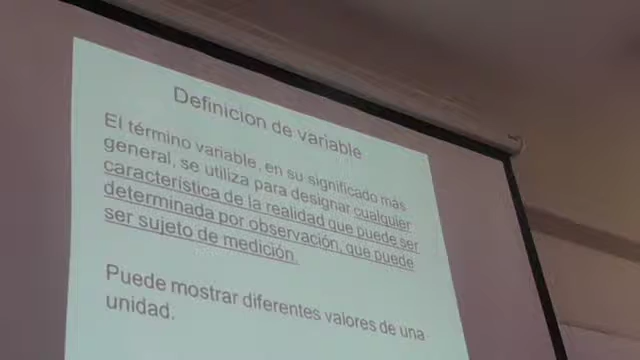 Definicion de variable
El término variable, en su significado más
general, se utiliza para designar cualquier
característica de la realidad que puede ser
determinada por observación, que puede
ser sujeto de medición.
Puede mostrar diferentes valores de una
unidad.